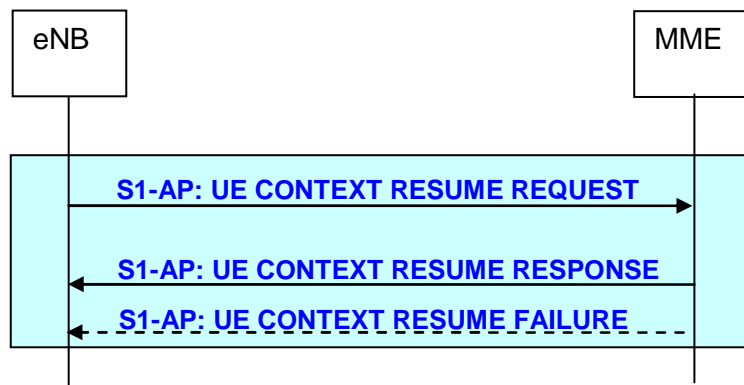 eNB
MME
S1-AP: UE CONTEXT RESUME REQUEST
S1-AP: UE CONTEXT RESUME RESPONSE
S1-AP: UE CONTEXT RESUME FAILURE